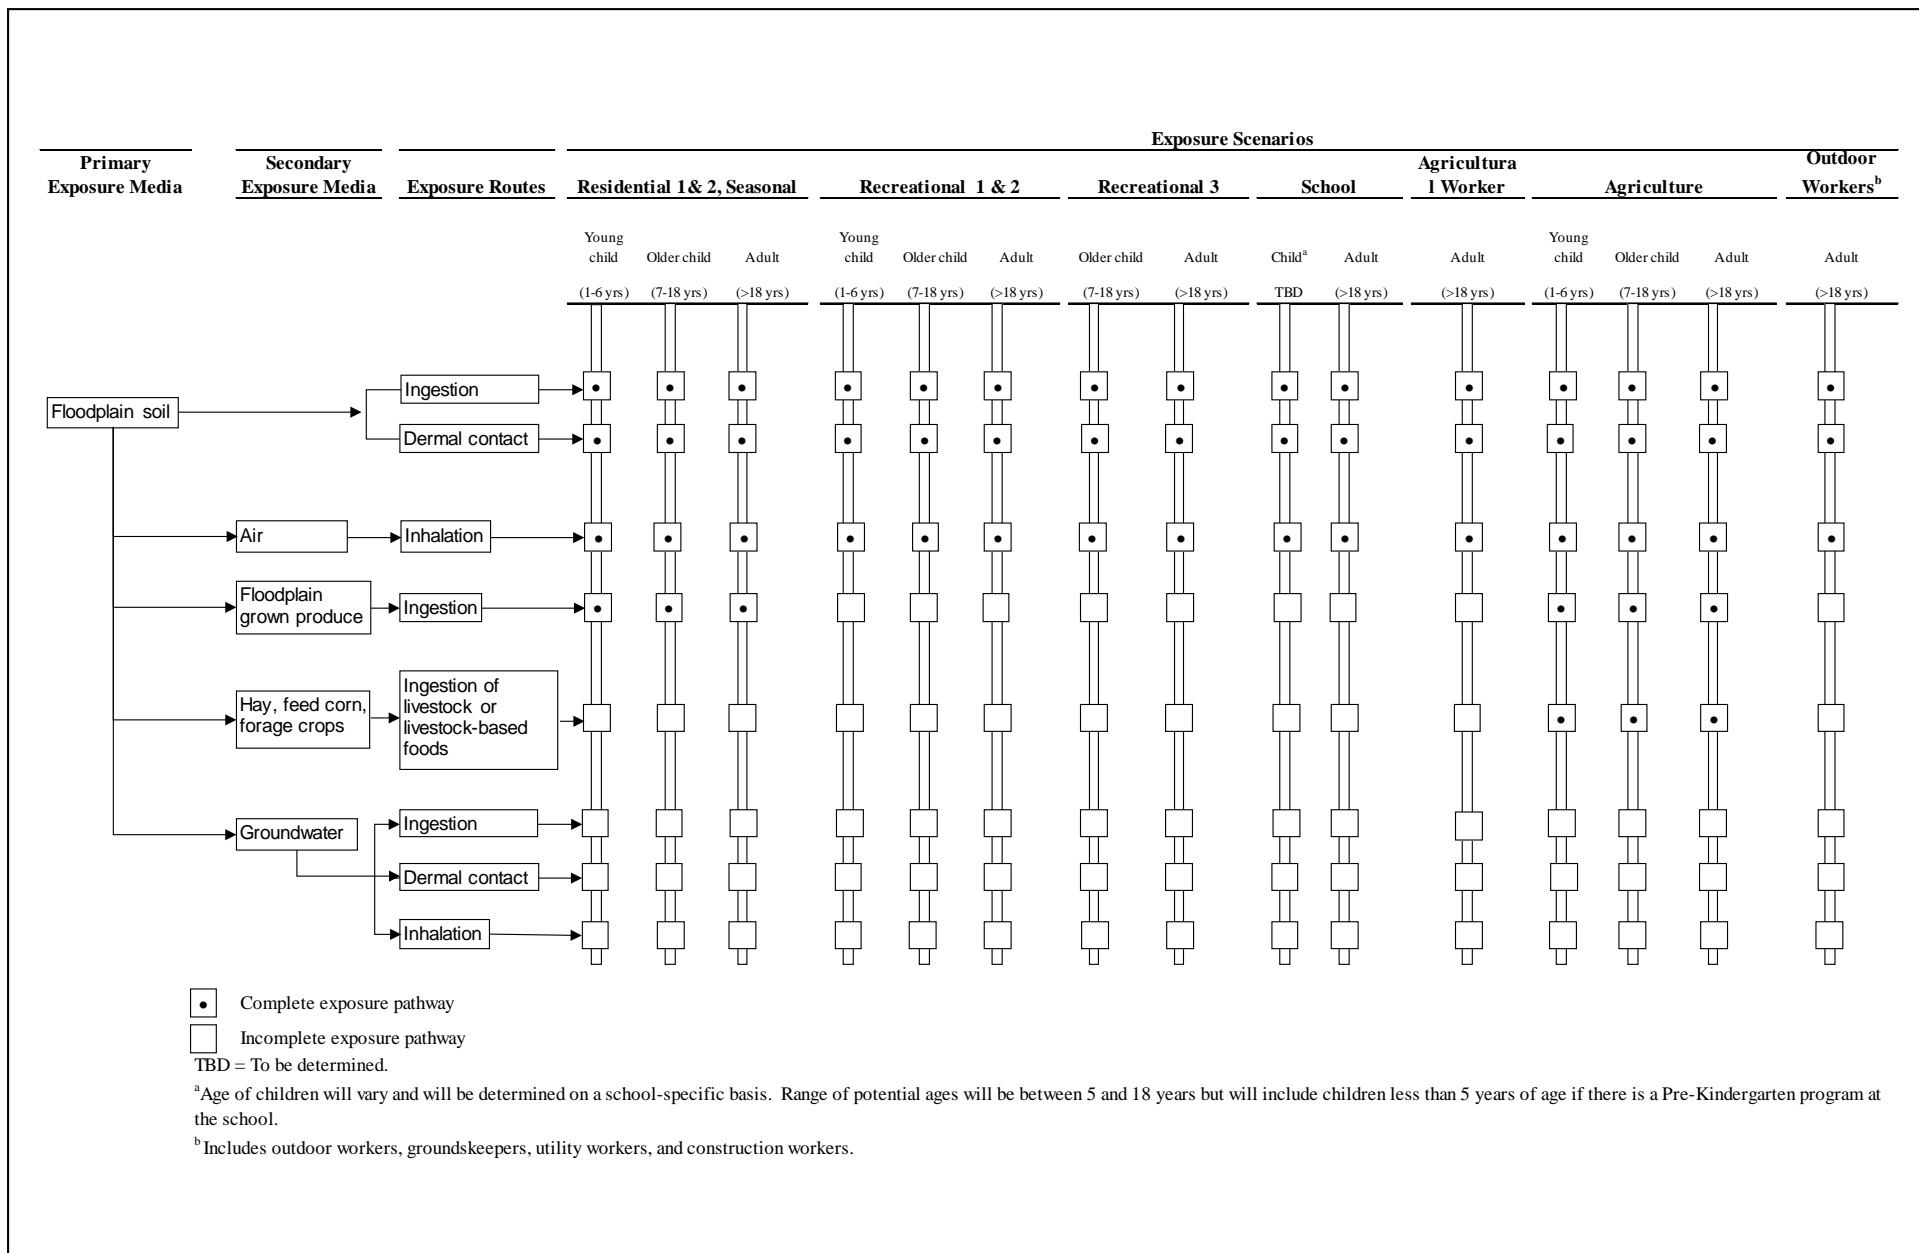 Exposure Scenarios
Primary
Exposure Media
Secondary
Exposure Media
Exposure Routes
Residential 1& 2, Seasonal
Recreational 1 & 2
Recreational 3
School
Agricultura
l Worker
Agriculture
Outdoor
Workersb
Young
child
Older child
Adult
Young
child
Older child
Adult
Older child
Adult
Childa
Adult
Adult
Young
child
Older child
Adult
Adult
(1-6 yrs)
(7-18 yrs)
(>18 yrs)
(1-6 yrs)
(7-18 yrs)
(>18 yrs)
(7-18 yrs)
(>18 yrs)
TBD
(>18 yrs)
(>18 yrs)
(1-6 yrs)
(7-18 yrs)
(>18 yrs)
(>18 yrs)
Floodplain soil
Ingestion
Dermal contact
Air
Inhalation
Floodplain
grown produce
Ingestion
Hay, feed corn,
forage crops
Ingestion of
livestock or
livestock-based
foods
Groundwater
Ingestion
Dermal contact
Inhalation
Complete exposure pathway
Incomplete exposure pathway
TBD = To be determined.
aAge of children will vary and will be determined on a school-specific basis. Range of potential ages will be between 5 and 18 years but will include children less than 5 years of age if there is a Pre-Kindergarten program at
the school.
b Includes outdoor workers, groundskeepers, utility workers, and construction workers.